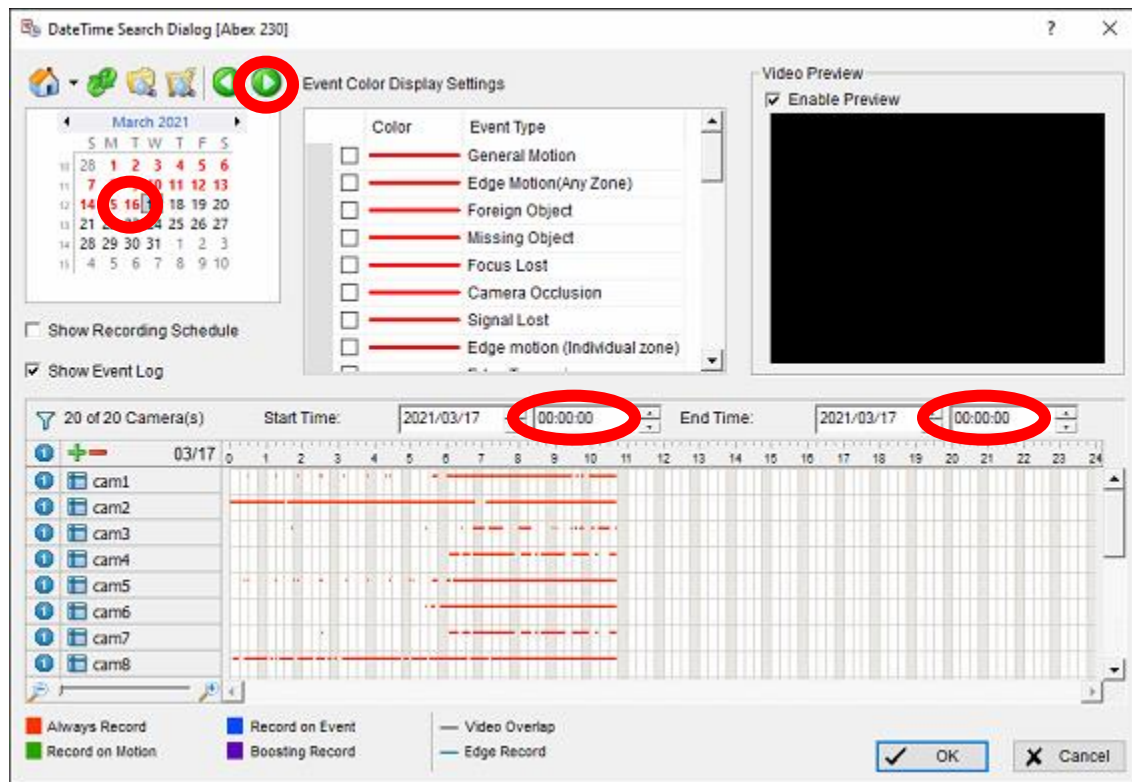 DateTime Search Dialog [Abex 230]
?
Event Color Display Settings
Video Preview
Enable Preview
March 2021
S M T W T F S
10 28 1 2 3 4 5 6
11 7 10 11 12 13
12 14 5 16 18 19 20
13 21 24 25 26 27
14 28 29 30 31 1 2 3
15 4 5 6 7 8 9 10
Color Event Type
General Motion
Edge Motion(Any Zone)
Foreign Object
Missing Object
Focus Lost
Camera Occlusion
Signal Lost
Edge motion (Individual zone)
Show Recording Schedule
Show Event Log
20 of 20 Camera(s) Start Time: 2021/03/17 00:00:00 End Time: 2021/03/17 00:00:00
03/17 0 1 2 3 4 5 6 7 8 9 10 11 12 13 14 15 16 17 18 19 20 21 22 23 24
cam1
cam2
cam3
cam4
cam5
cam6
cam7
cam8
Always Record Record on Event Video Overlap
Record on Motion Boosting Record Edge Record
OK Cancel